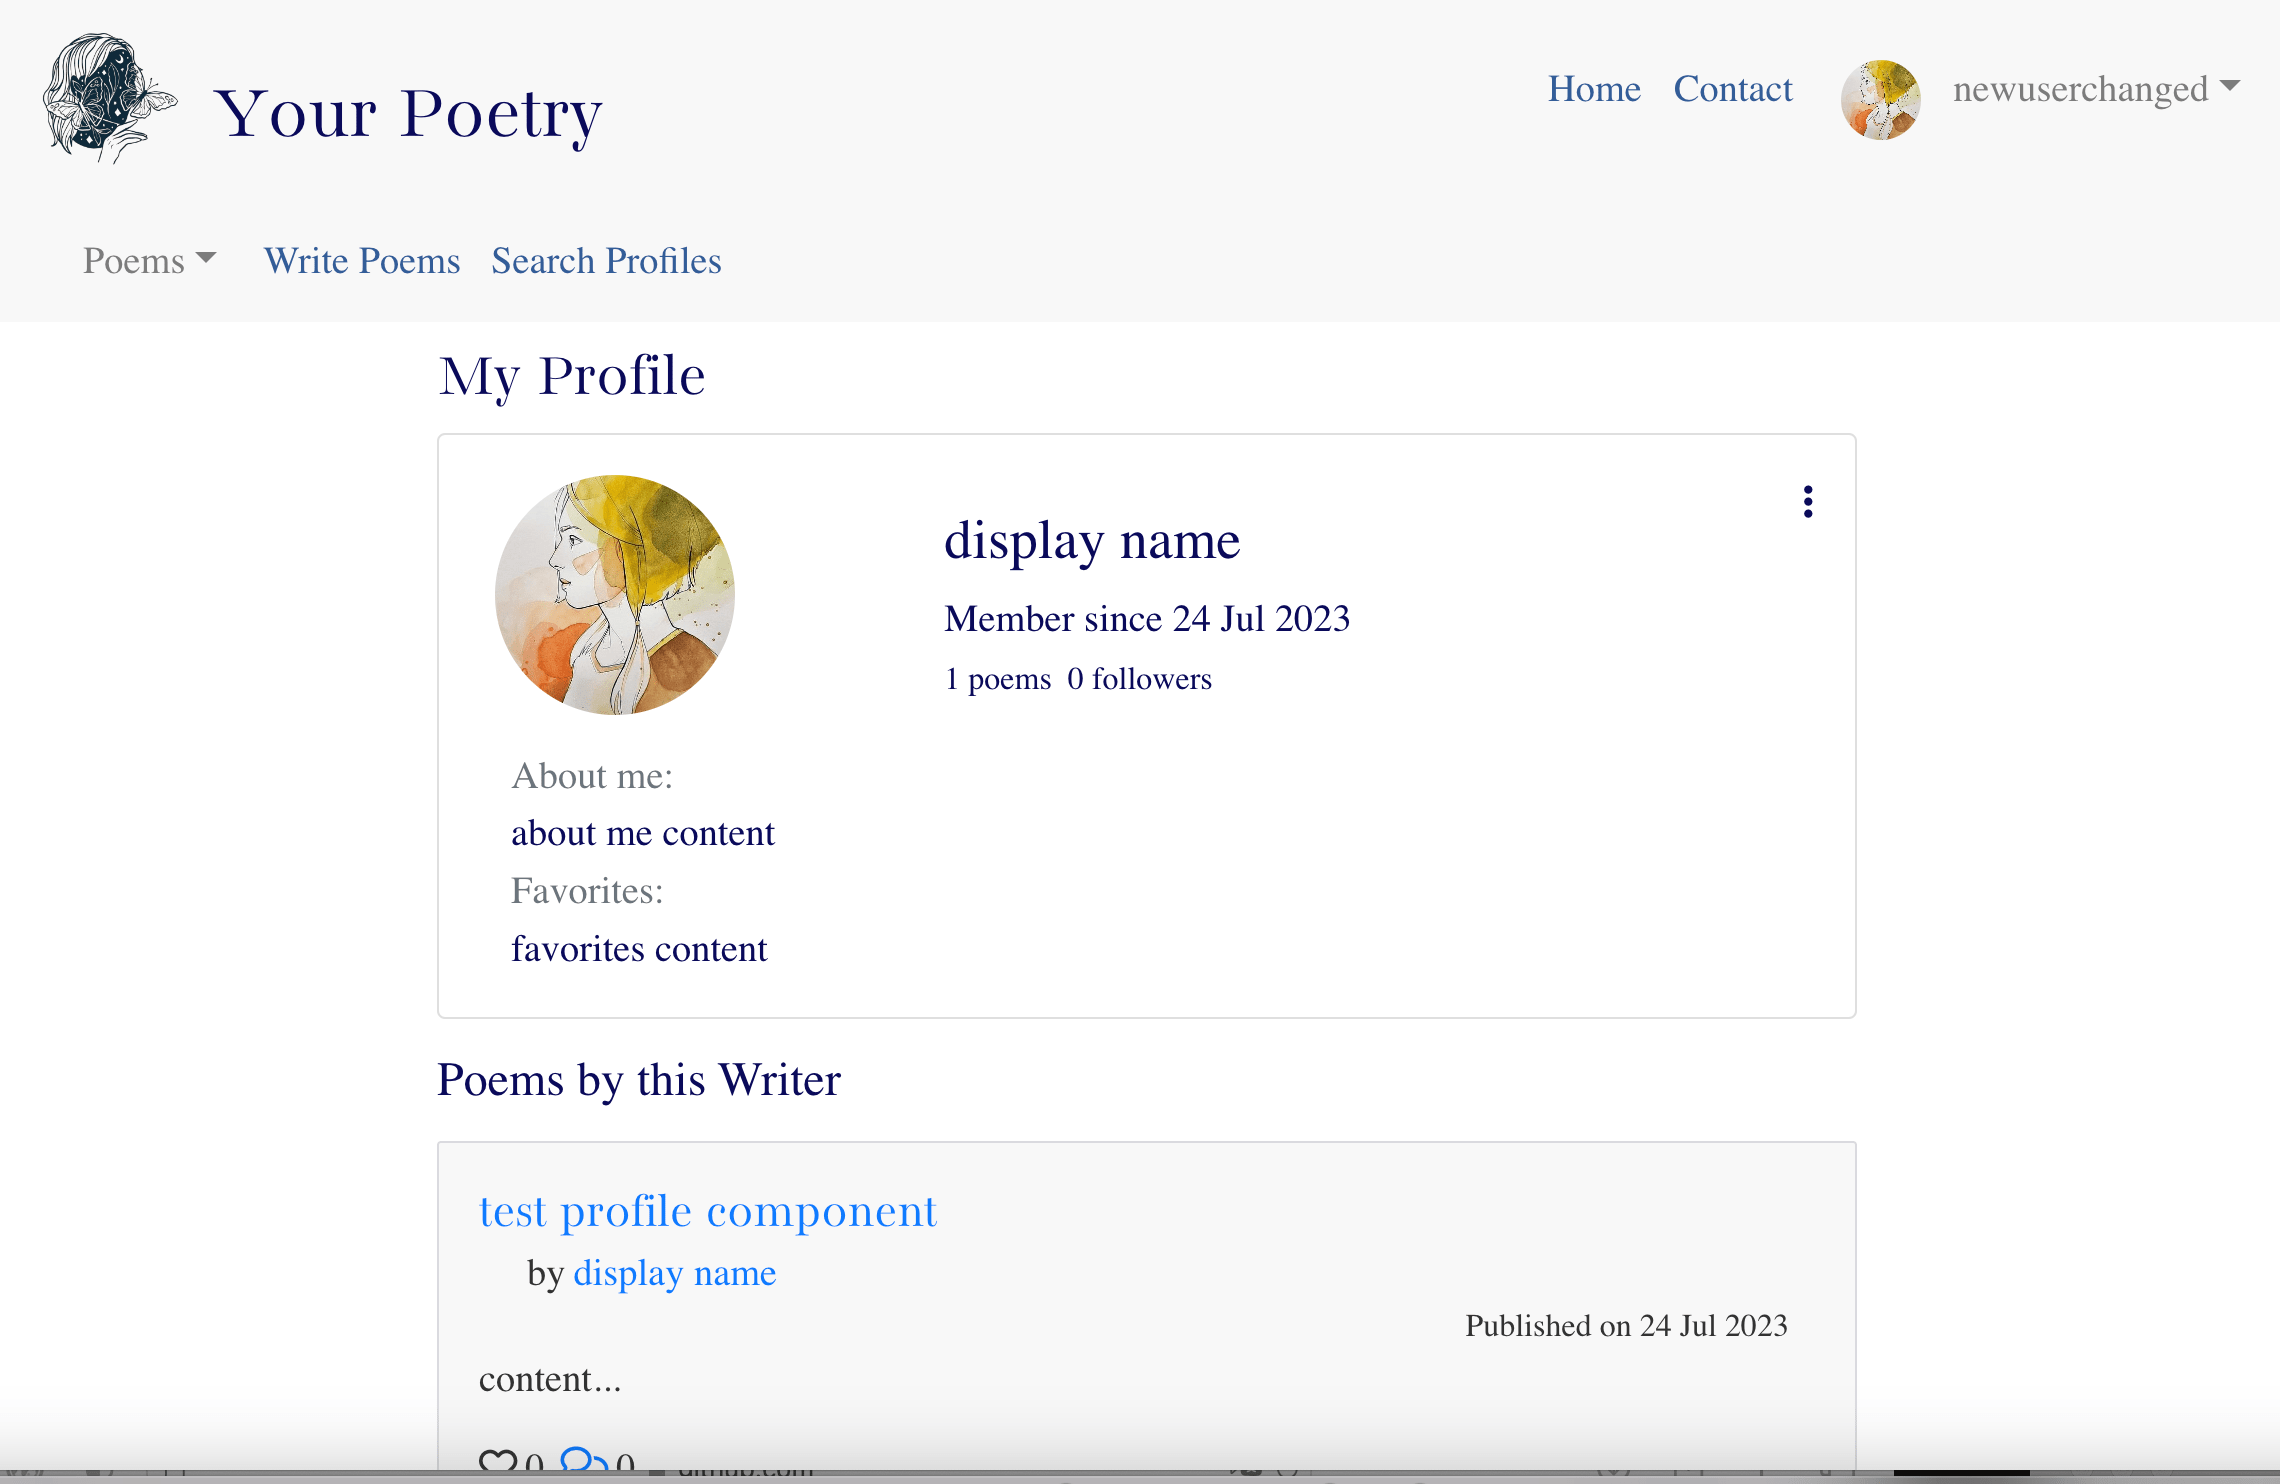 Your Poetry
Home Contact newuserchanged
Poems Write Poems Search Profiles
My Profile
display name
Member since 24 Jul 2023
1 poems 0 followers
About me:
about me content
Favorites:
favorites content
Poems by this Writer
test profile component
by display name
Published on 24 Jul 2023
content...
0 0